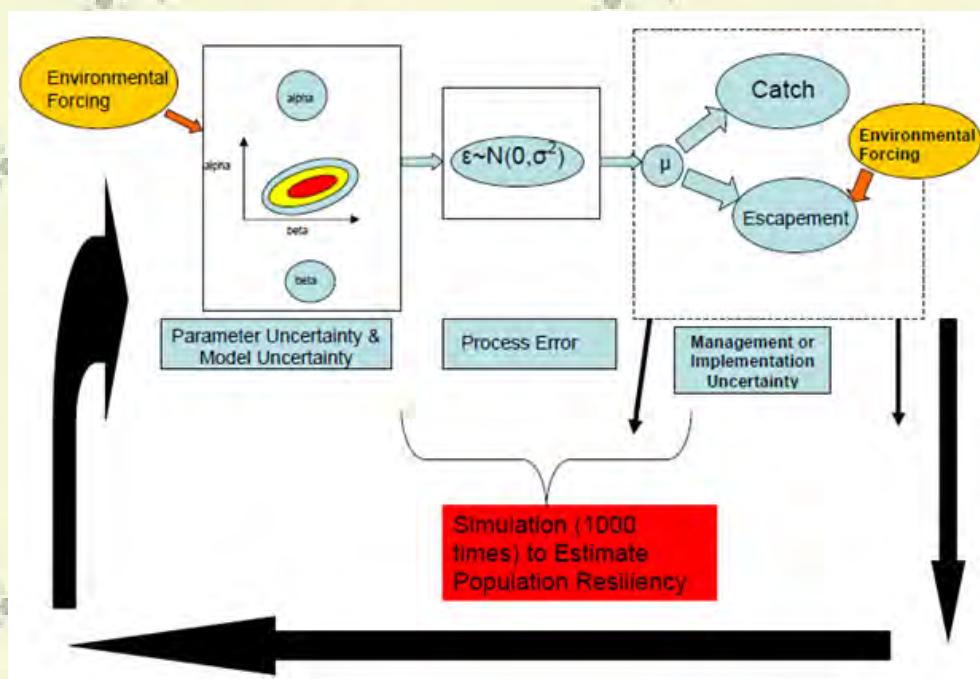 Environmental
Forcing
alpha
alpha
beta
beta
ε~N(0,σ²)
μ
Catch
Escapement
Environmental
Forcing
Parameter Uncertainty &
Model Uncertainty
Process Error
Management or
Implementation
Uncertainty
Simulation (1000
times) to Estimate
Population Resiliency